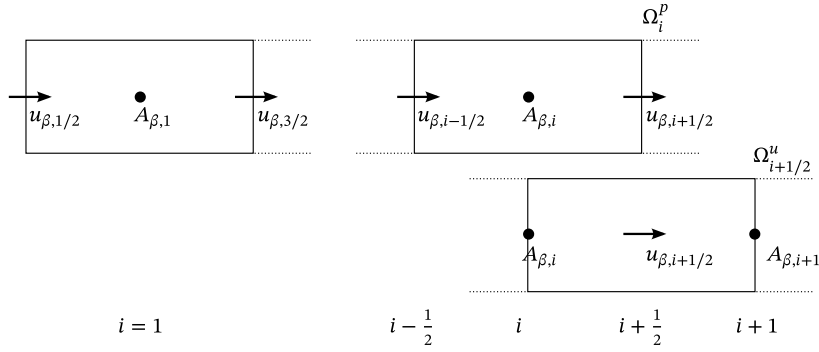 Ω_i^p
u_{β,1/2} A_{β,1} u_{β,3/2} u_{β,i−1/2} A_{β,i} u_{β,i+1/2}
Ω_{i+1/2}^u
A_{β,i} u_{β,i+1/2} A_{β,i+1}
i = 1 i − 1/2 i i + 1/2 i + 1